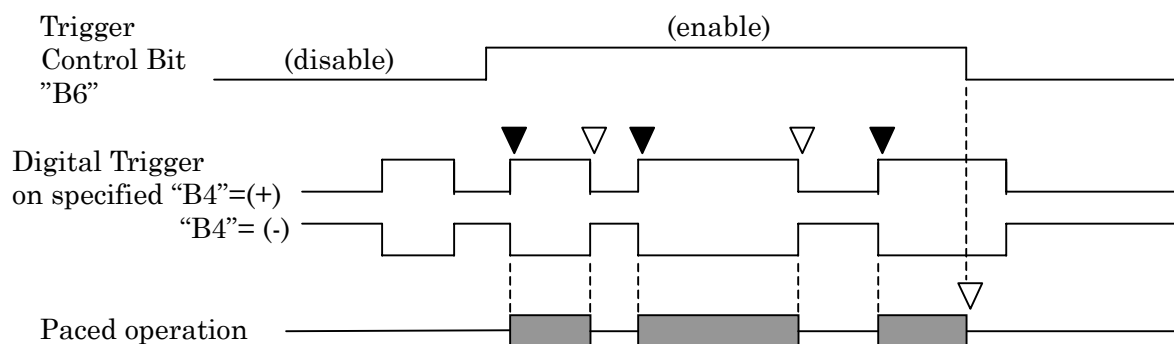 Trigger
Control Bit
”B6”
(disable)
(enable)
Digital Trigger
on specified “B4”=(+)
“B4”= (-)
Paced operation